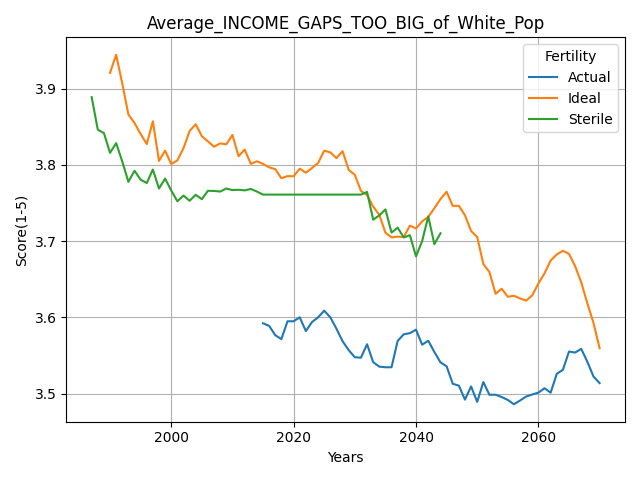 Average_INCOME_GAPS_TOO_BIG_of_White_Pop
Fertility
Actual
Ideal
Sterile
Score(1-5)
3.9
3.8
3.7
3.6
3.5
2000
2020
2040
2060
Years